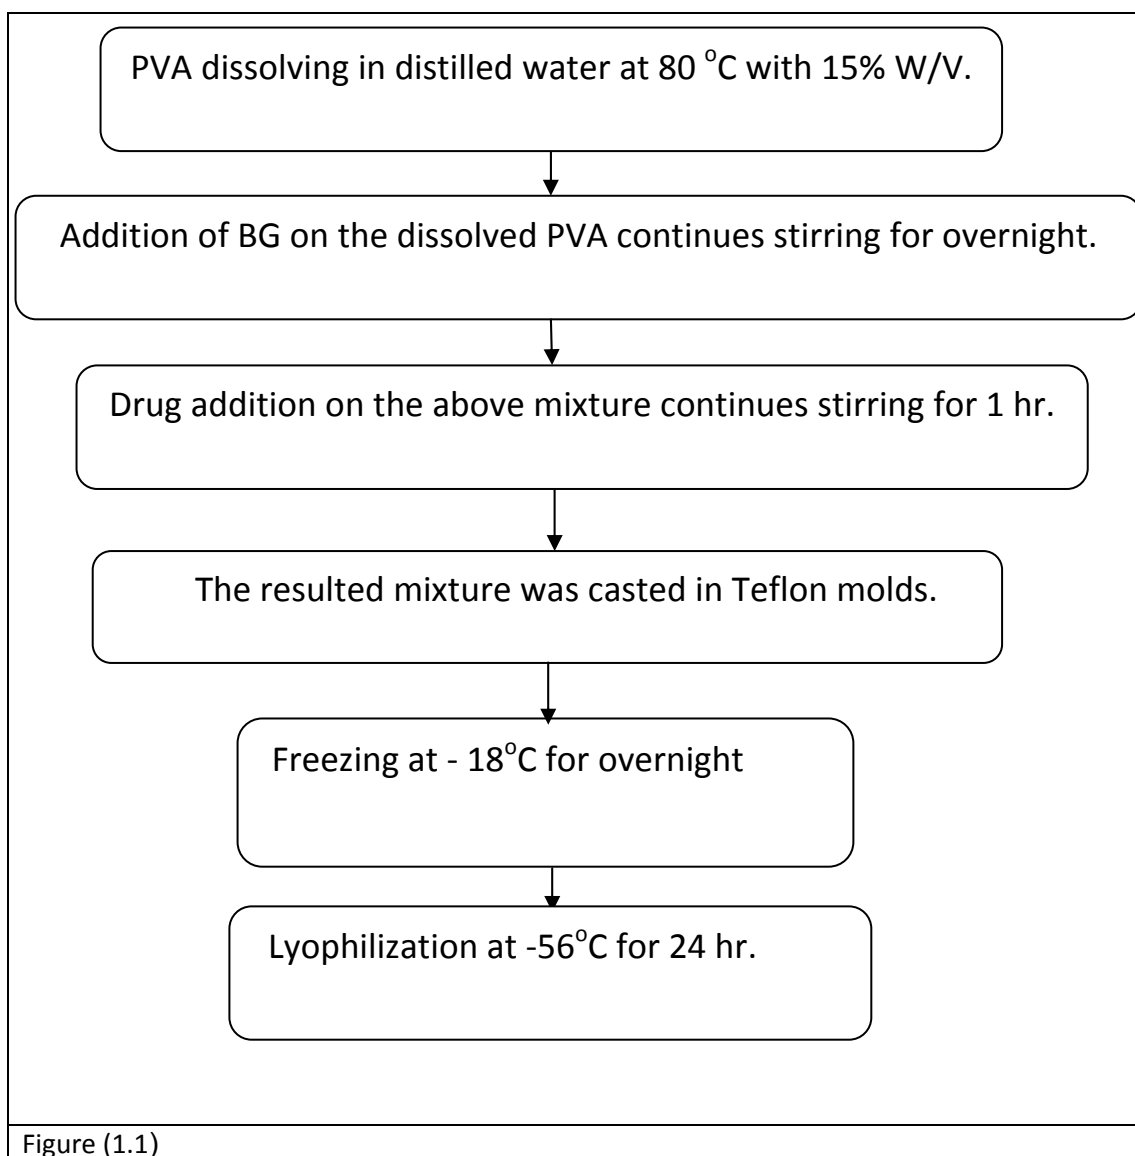 PVA dissolving in distilled water at 80 °C with 15% W/V.
Addition of BG on the dissolved PVA continues stirring for overnight.
Drug addition on the above mixture continues stirring for 1 hr.
The resulted mixture was casted in Teflon molds.
Freezing at - 18°C for overnight
Lyophilization at -56°C for 24 hr.
Figure (1.1)